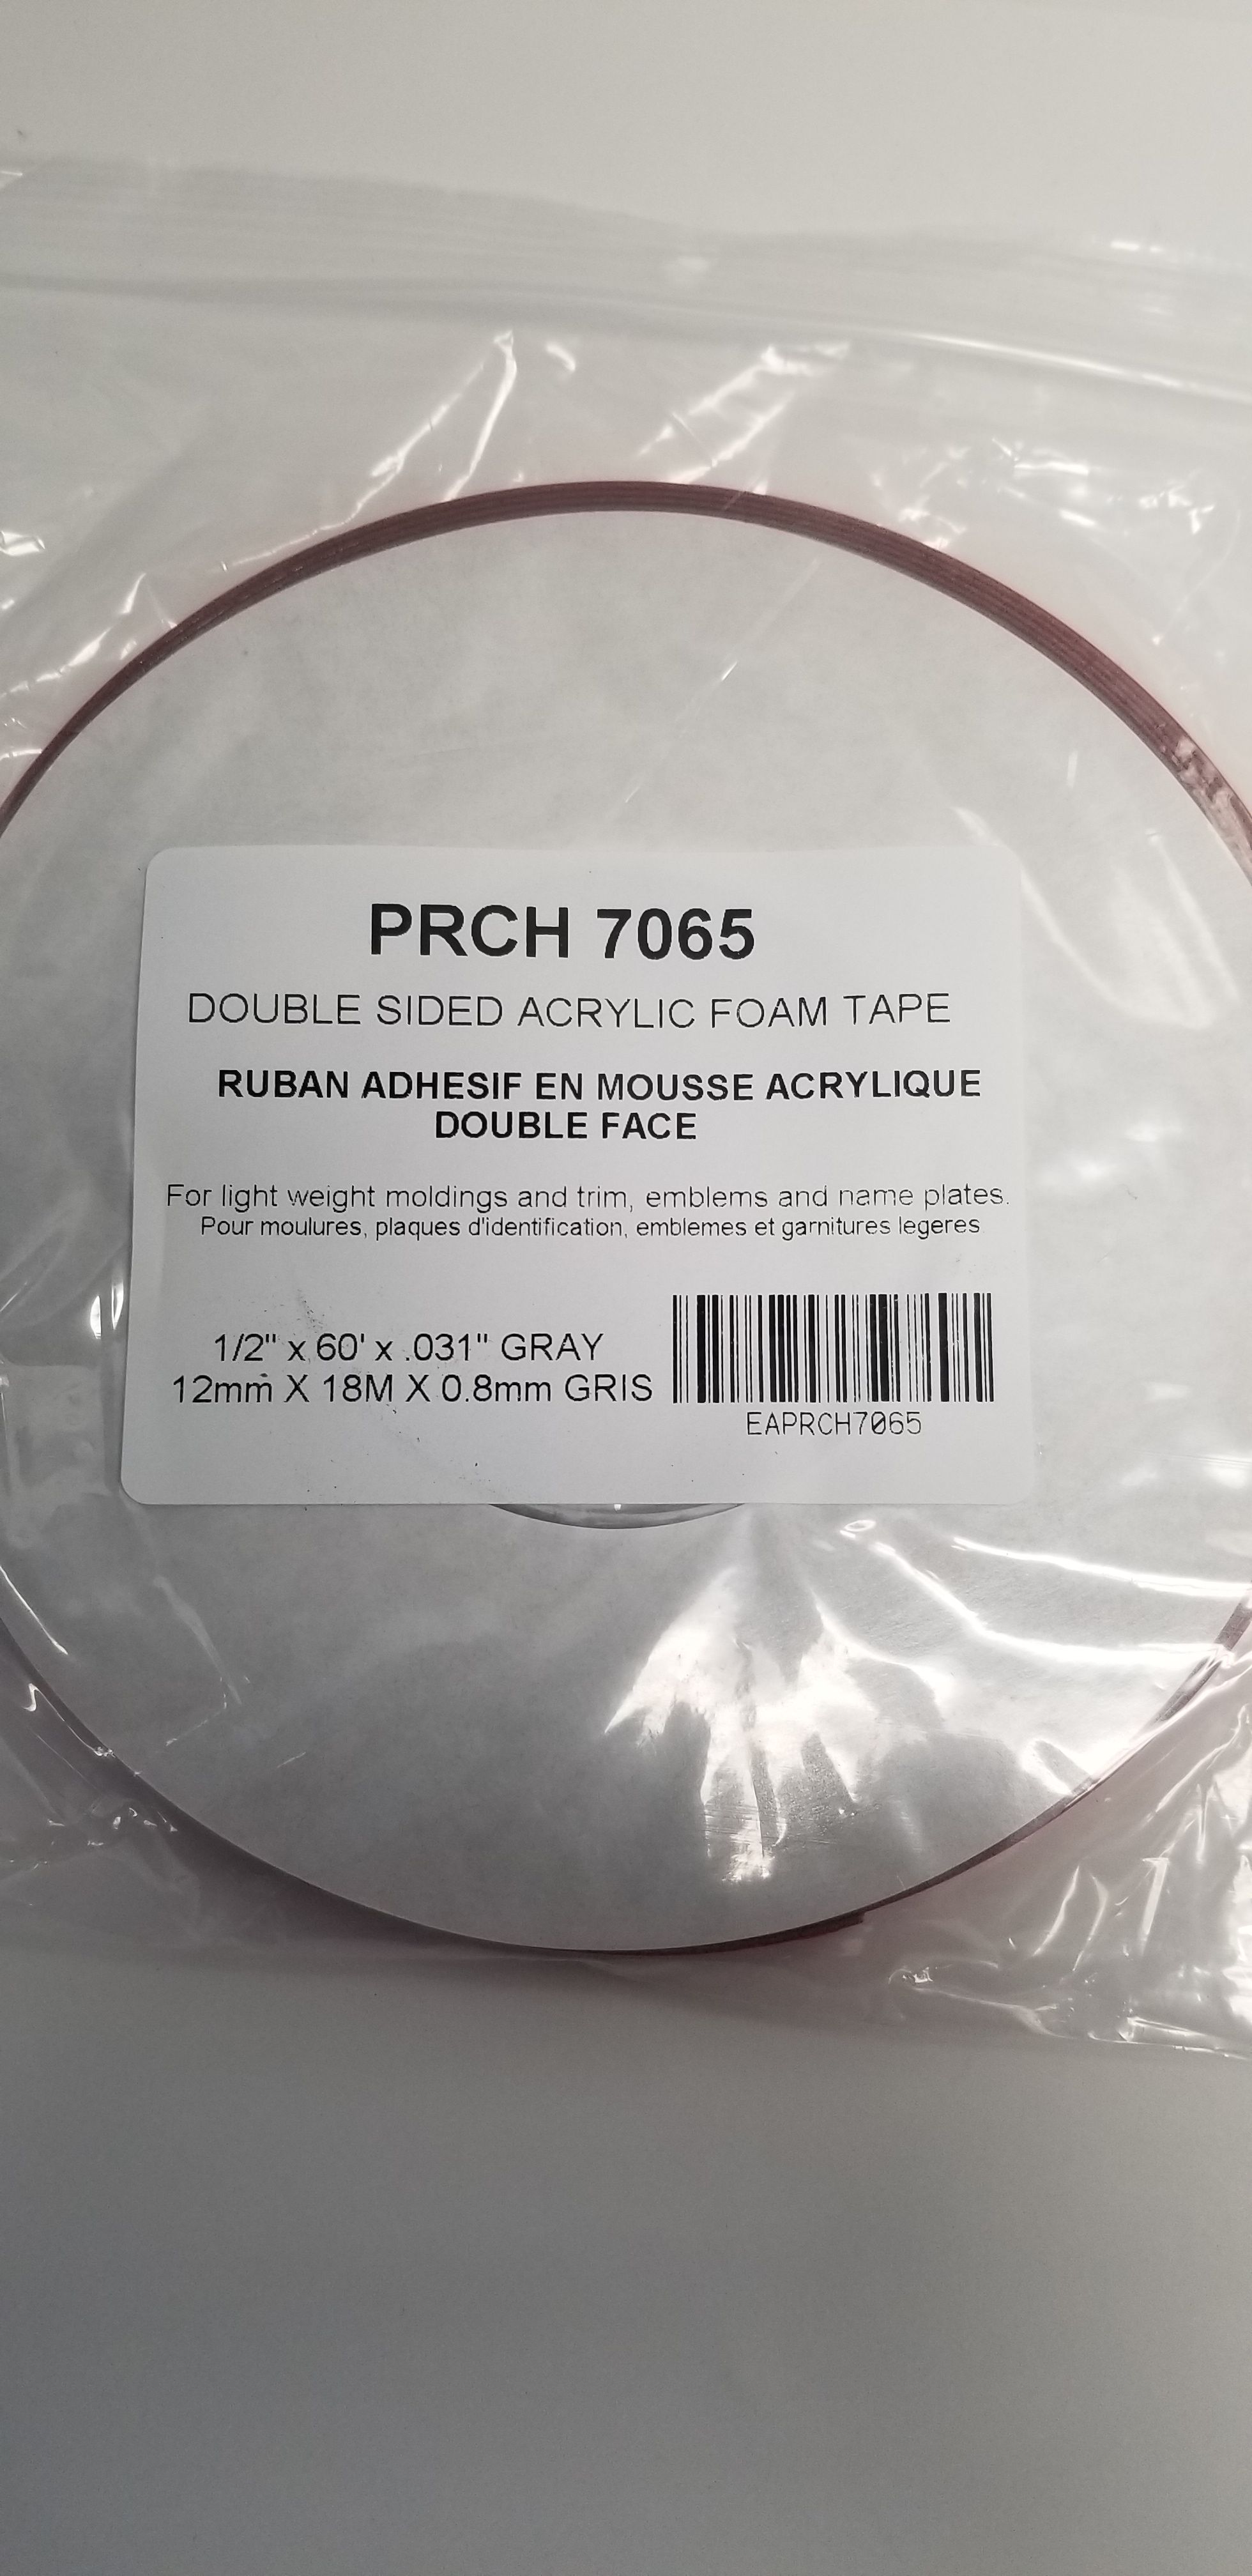 PRCH 7065
DOUBLE SIDED ACRYLIC FOAM TAPE
RUBAN ADHESIF EN MOUSSE ACRYLIQUE
DOUBLE FACE
For light weight moldings and trim, emblems and name plates.
Pour moulures, plaques d'identification, emblemes et garnitures legeres
1/2" x 60' x .031" GRAY
12mm X 18M X 0.8mm GRIS
EAPRCH7065